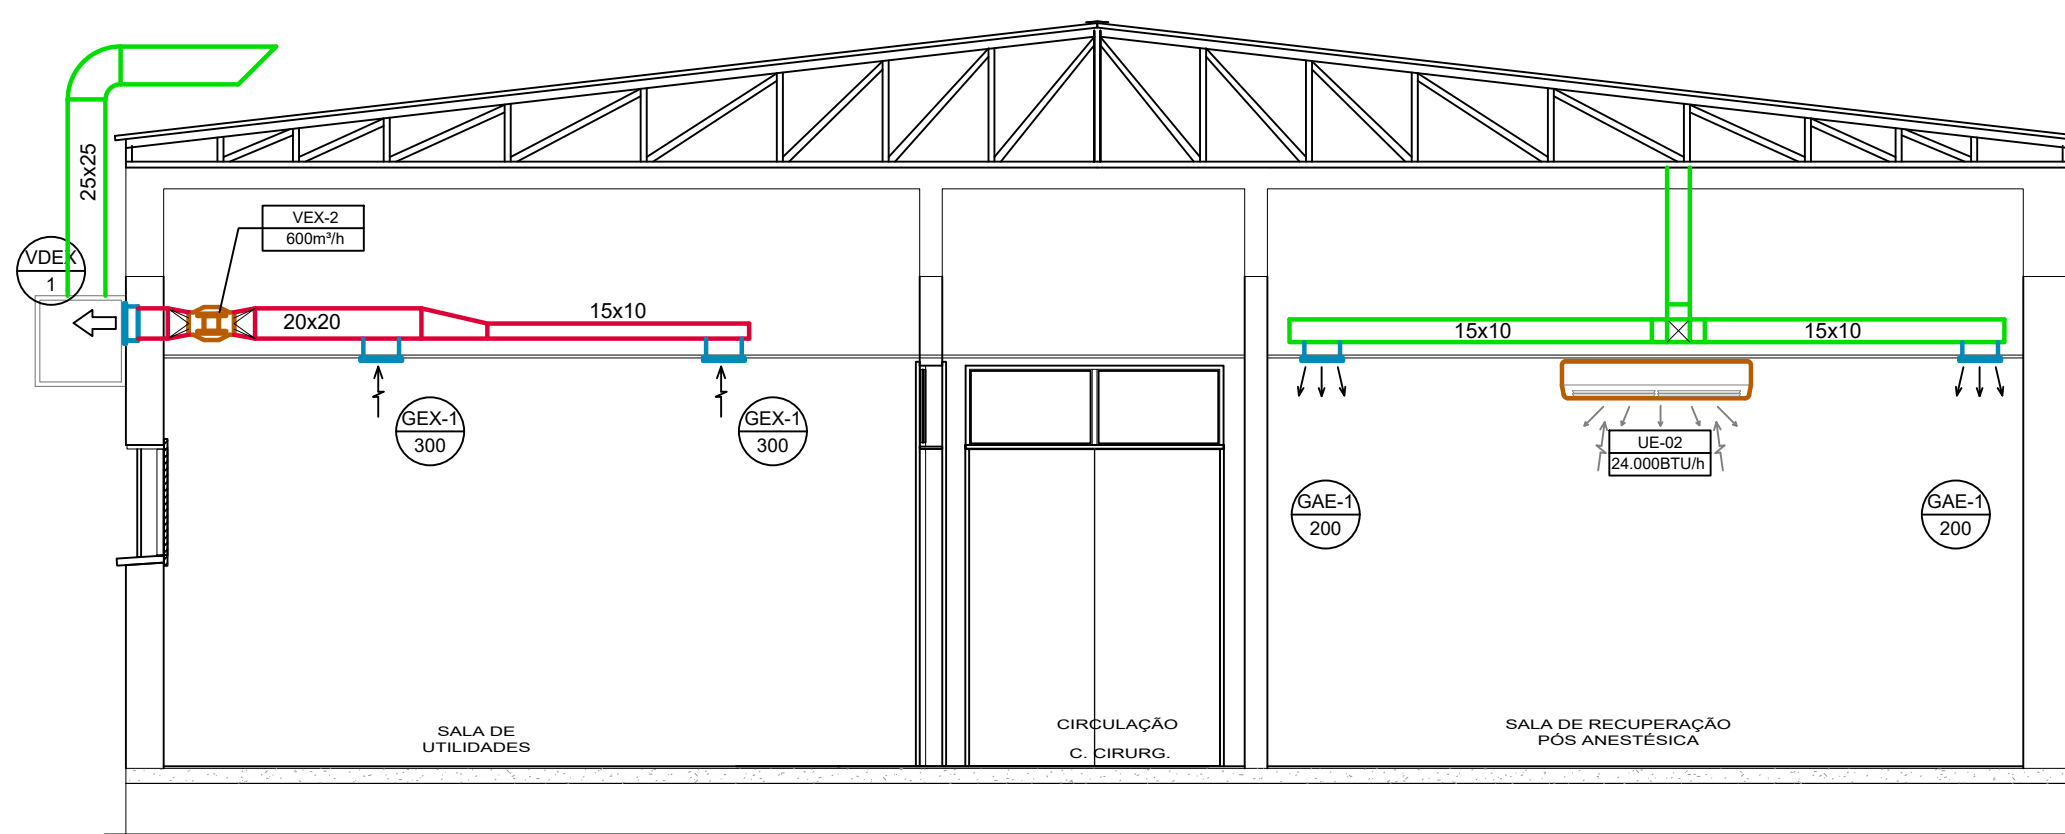 25x25
VEX-2
600m³/h
VDEX
1
20x20
15x10
15x10
15x10
GEX-1
300
GEX-1
300
UE-02
24.000BTU/h
GAE-1
200
GAE-1
200
SALA DE
UTILIDADES
CIRCULAÇÃO
C. CIRURG.
SALA DE RECUPERAÇÃO
PÓS ANESTÉSICA